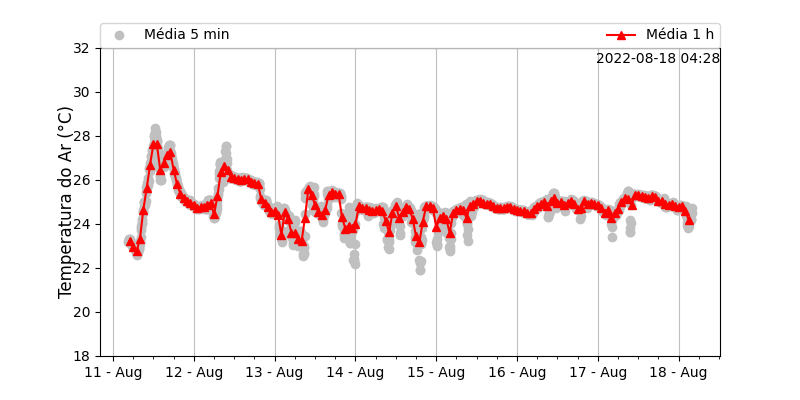 Média 5 min
Média 1 h
2022-08-18 04:28
Temperatura do Ar (°C)
32
30
28
26
24
22
20
18
11 - Aug
12 - Aug
13 - Aug
14 - Aug
15 - Aug
16 - Aug
17 - Aug
18 - Aug